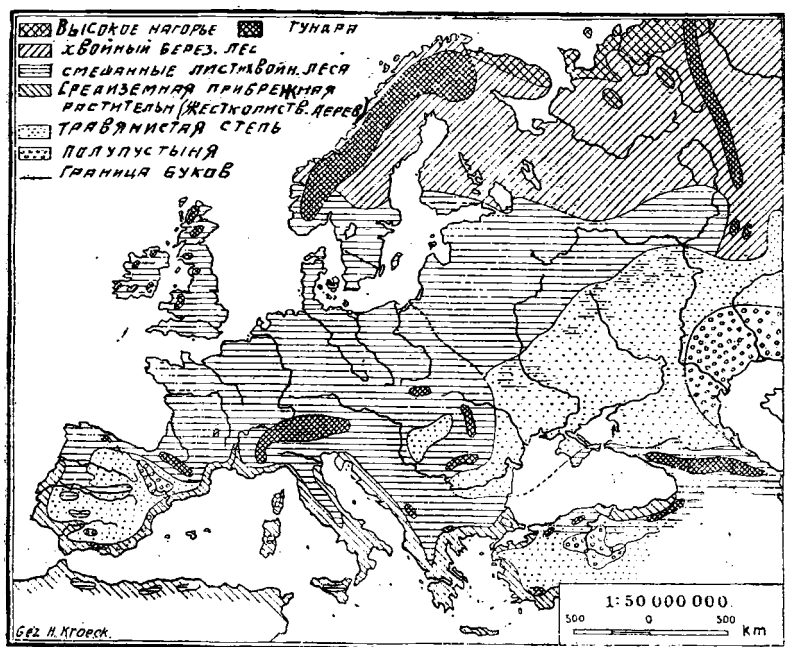 Высокое нагорье Тундра
Хвойный берез. лес
Смешанные лист. хвойн. леса
Средиземная прибрежная
растительн (жестколиств. дерев)
Травянистая степь
Полупустыня
Граница буков
1:50 000 000.
500 0 500 km
Gez H. Kroeck.